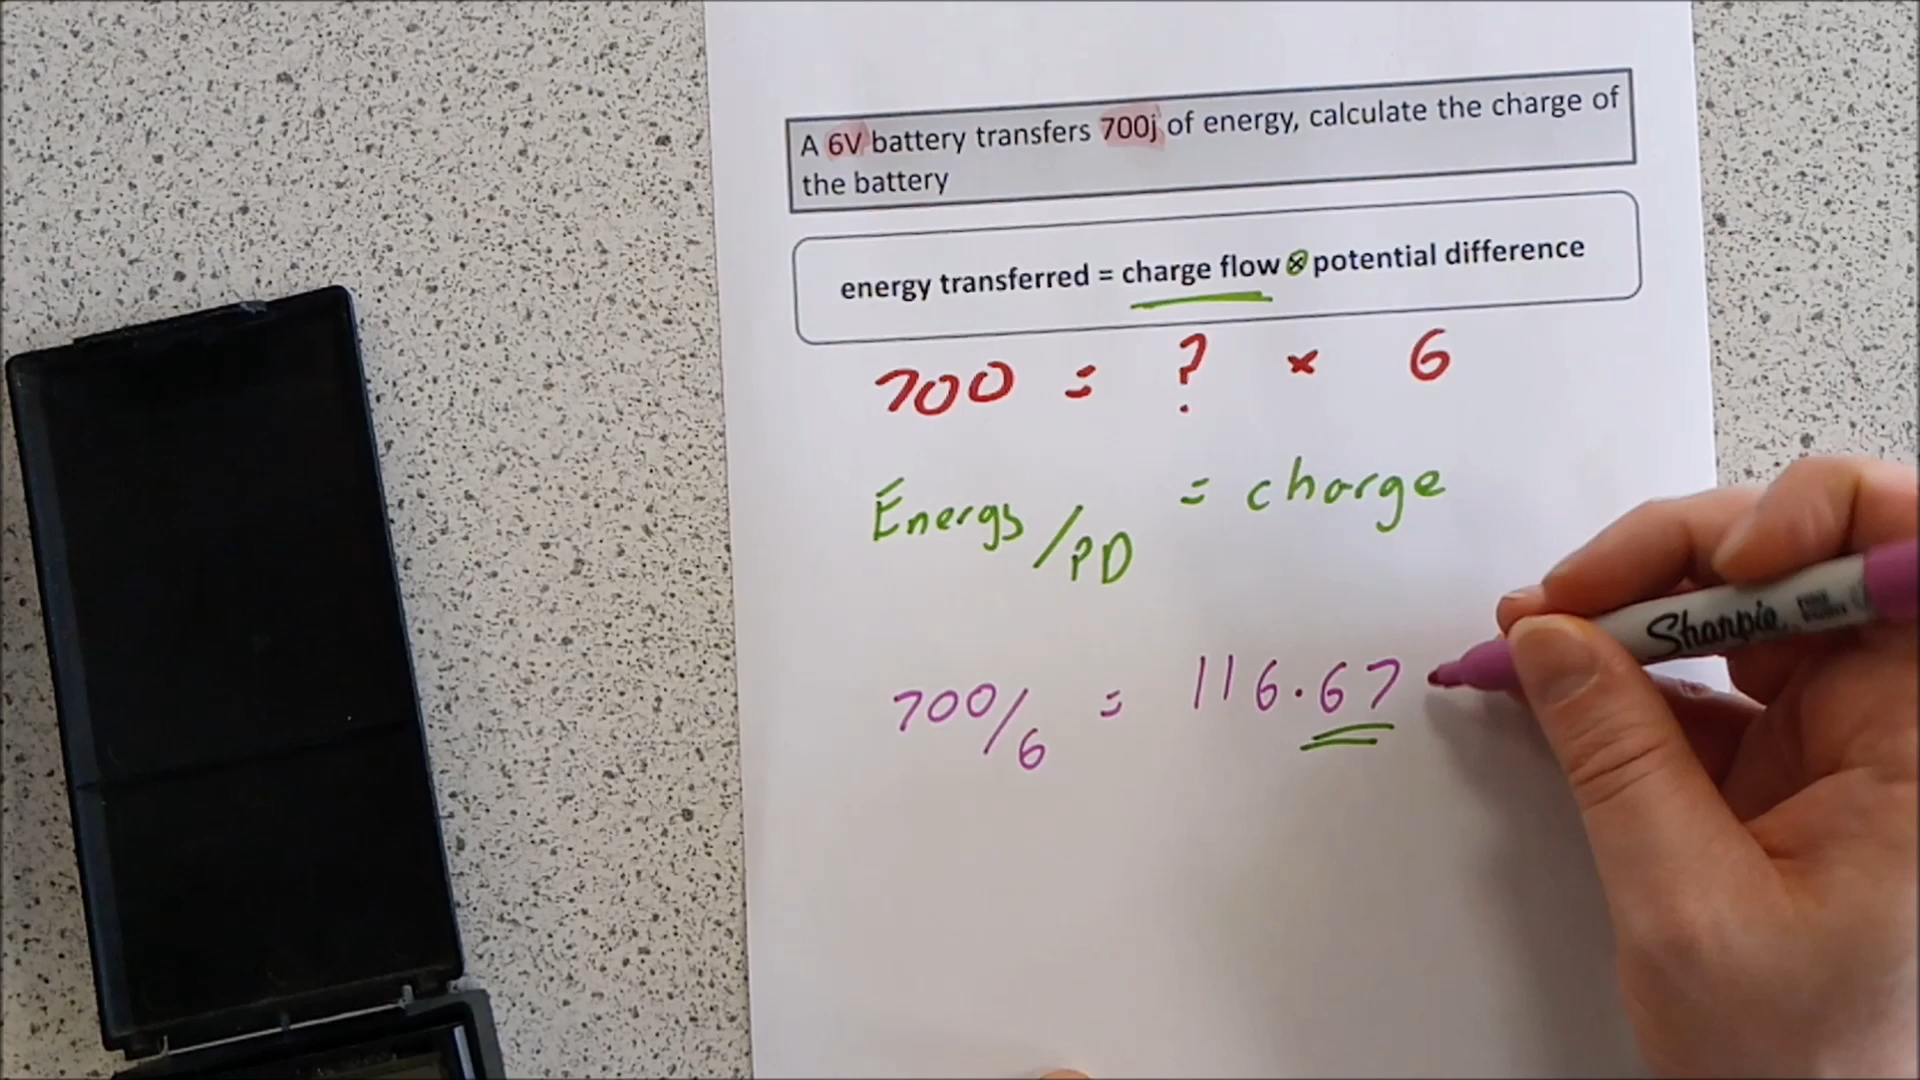 A 6V battery transfers 700j of energy, calculate the charge of
the battery
energy transferred = charge flow × potential difference
700 = ? × 6
Energy/PD = charge
700/6 = 116.67
Sharpie.